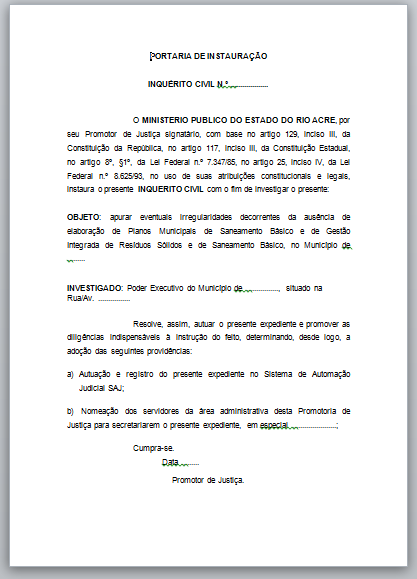 PORTARIA DE INSTAURAÇÃO
INQUÉRITO CIVIL N.º..................
O MINISTERIO PUBLICO DO ESTADO DO RIO ACRE, por
seu Promotor de Justiça signatário, com base no artigo 129, inciso III, da
Constituição da República, no artigo 117, inciso III, da Constituição Estadual,
no artigo 8º, §1º, da Lei Federal n.º 7.347/85, no artigo 25, inciso IV, da Lei
Federal n.º 8.625/93, no uso de suas atribuições constitucionais e legais,
instaura o presente INQUÉRITO CIVIL com o fim de investigar o presente:
OBJETO: apurar eventuais irregularidades decorrentes da ausência de
elaboração de Planos Municipais de Saneamento Básico e de Gestão
Integrada de Resíduos Sólidos e de Saneamento Básico, no Município de
........
INVESTIGADO: Poder Executivo do Município de ................, situado na
Rua/Av. ...............
Resolve, assim, autuar o presente expediente e promover as
diligências indispensáveis à instrução do feito, determinando, desde logo, a
adoção das seguintes providências:
a) Autuação e registro do presente expediente no Sistema de Automação
Judicial SAJ;
b) Nomeação dos servidores da área administrativa desta Promotoria de
Justiça para secretariarem o presente expediente, em especial......................;
Cumpra-se.
Data.........
Promotor de Justiça.